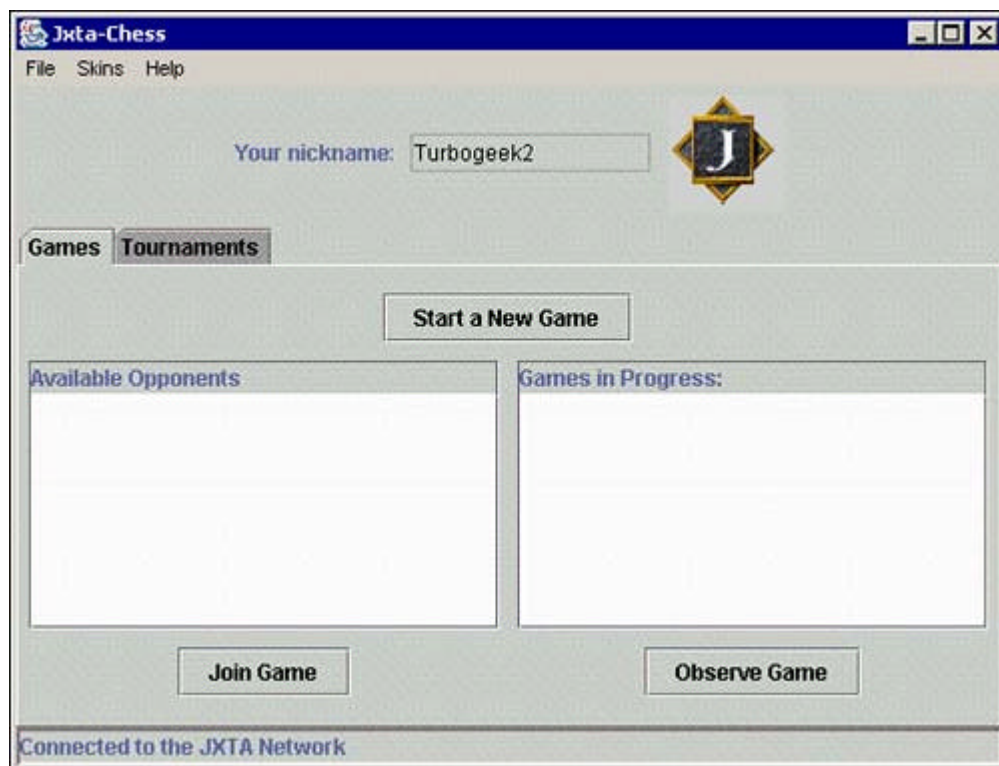 Jxta-Chess
File Skins Help
Your nickname: Turbogeek2
J
Games Tournaments
Start a New Game
Available Opponents Games in Progress:
Join Game Observe Game
Connected to the JXTA Network